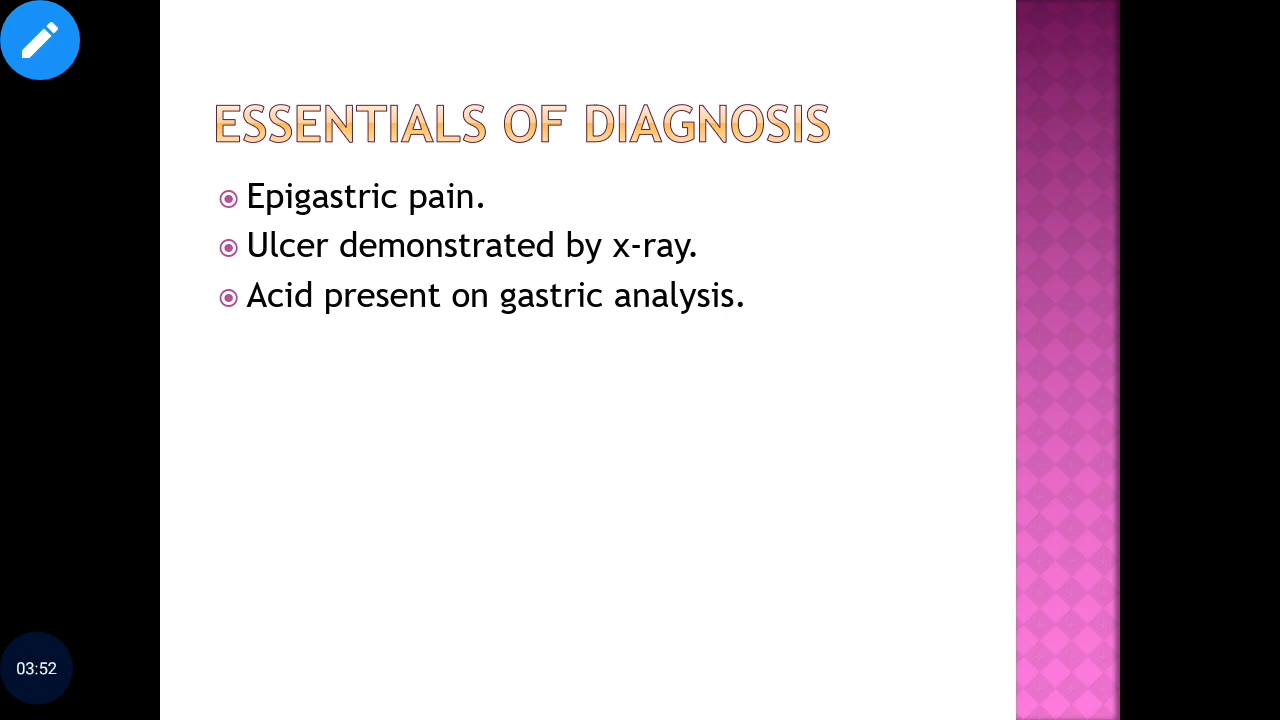 ESSENTIALS OF DIAGNOSIS
Epigastric pain.
Ulcer demonstrated by x-ray.
Acid present on gastric analysis.
03:52